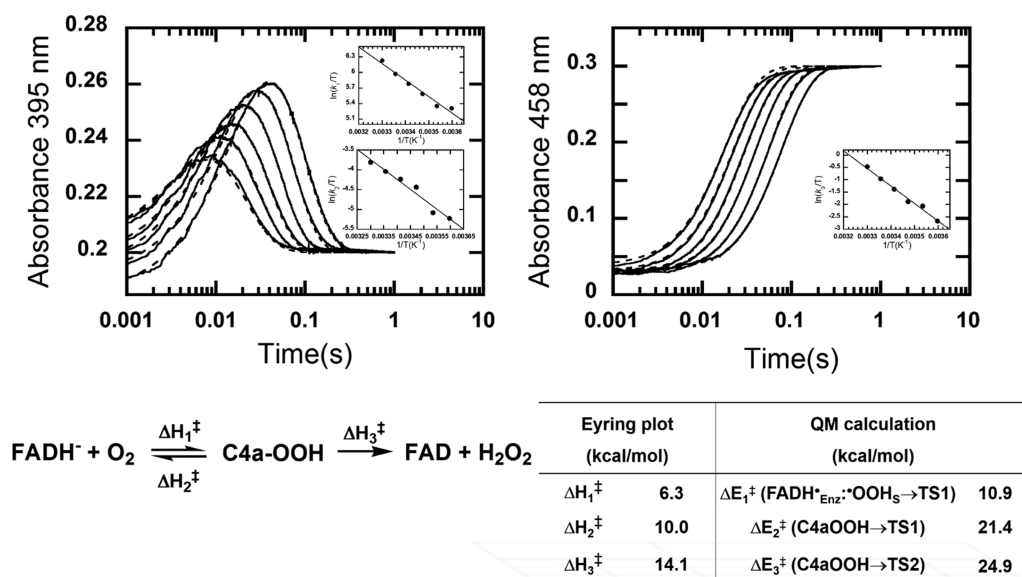 Absorbance 395 nm
0.28
0.26
0.24
0.22
0.2
0.001 0.01 0.1 1 10
Time(s)
ln(k1/T)
6.3
6
5.7
5.4
5.1
0.0032 0.0033 0.0034 0.0035 0.0036
1/T(K⁻¹)
ln(k2/T)
-3.5
-4
-4.5
-5
-5.5
0.00325 0.00335 0.00345 0.00355 0.00365
1/T(K⁻¹)
Absorbance 458 nm
0.3
0.2
0.1
0
0.001 0.01 0.1 1 10
Time(s)
ln(k3/T)
0
-0.5
-1
-1.5
-2
-2.5
-3
0.0032 0.0033 0.0034 0.0035 0.0036
1/T(K⁻¹)
FADH⁻ + O₂ ΔH₁‡ ΔH₂‡ C4a-OOH ΔH₃‡ FAD + H₂O₂
Eyring plot QM calculation
(kcal/mol) (kcal/mol)
ΔH₁‡ 6.3 ΔE₁‡ (FADH•Enz:•OOHS→TS1) 10.9
ΔH₂‡ 10.0 ΔE₂‡ (C4aOOH→TS1) 21.4
ΔH₃‡ 14.1 ΔE₃‡ (C4aOOH→TS2) 24.9